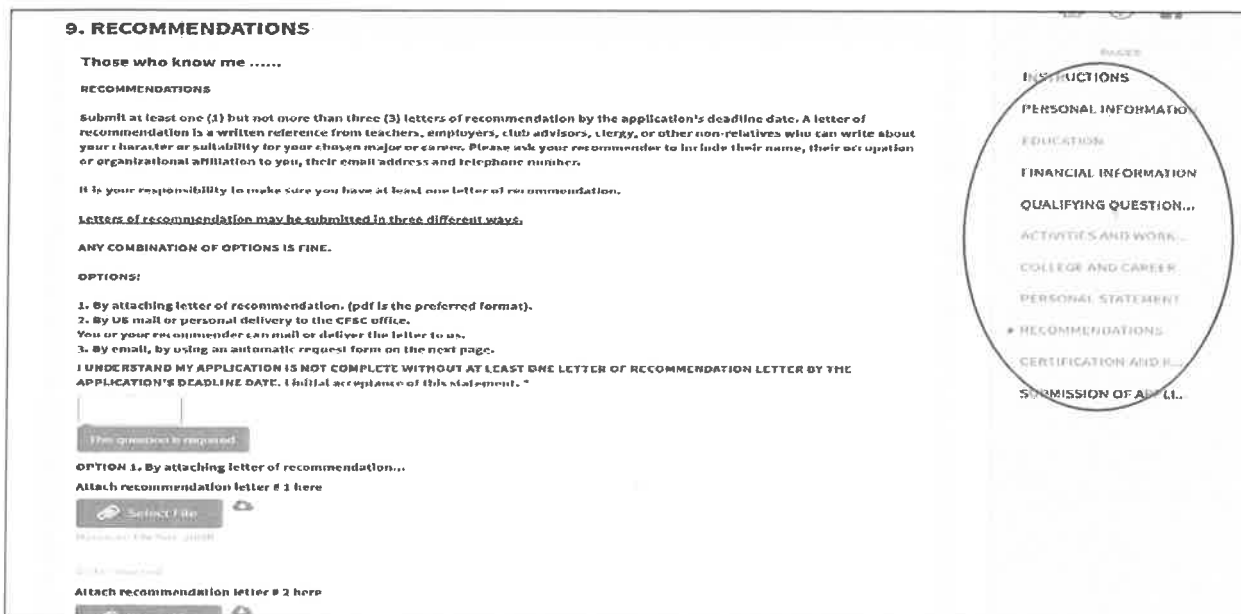 9. RECOMMENDATIONS
Those who know me ......
RECOMMENDATIONS
Submit at least one (1) but not more than three (3) letters of recommendation by the application's deadline date. A letter of
recommendation is a written reference from teachers, employers, club advisors, clergy, or other non-relatives who can write about
your character or suitability for your chosen major or career. Please ask your recommender to include their name, their occupation
or organizational affiliation to you, their email address and telephone number.
It is your responsibility to make sure you have at least one letter of recommendation.
Letters of recommendation may be submitted in three different ways.
ANY COMBINATION OF OPTIONS IS FINE.
OPTIONS:
1. By attaching letter of recommendation. (pdf is the preferred format).
2. By US mail or personal delivery to the CFSC office.
You or your recommender can mail or deliver the letter to us.
3. By email, by using an automatic request form on the next page.
I UNDERSTAND MY APPLICATION IS NOT COMPLETE WITHOUT AT LEAST ONE LETTER OF RECOMMENDATION LETTER BY THE
APPLICATION'S DEADLINE DATE. I initial acceptance of this statement. *
This question is required
OPTION 1. By attaching letter of recommendation...
Attach recommendation letter # 1 here
Select File
Attach recommendation letter # 2 here
PAGES
INSTRUCTIONS
PERSONAL INFORMATIO
EDUCATION
FINANCIAL INFORMATION
QUALIFYING QUESTION...
ACTIVITIES AND WORK...
COLLEGE AND CAREER
PERSONAL STATEMENT
RECOMMENDATIONS
CERTIFICATION AND R...
SUBMISSION OF APPLI...